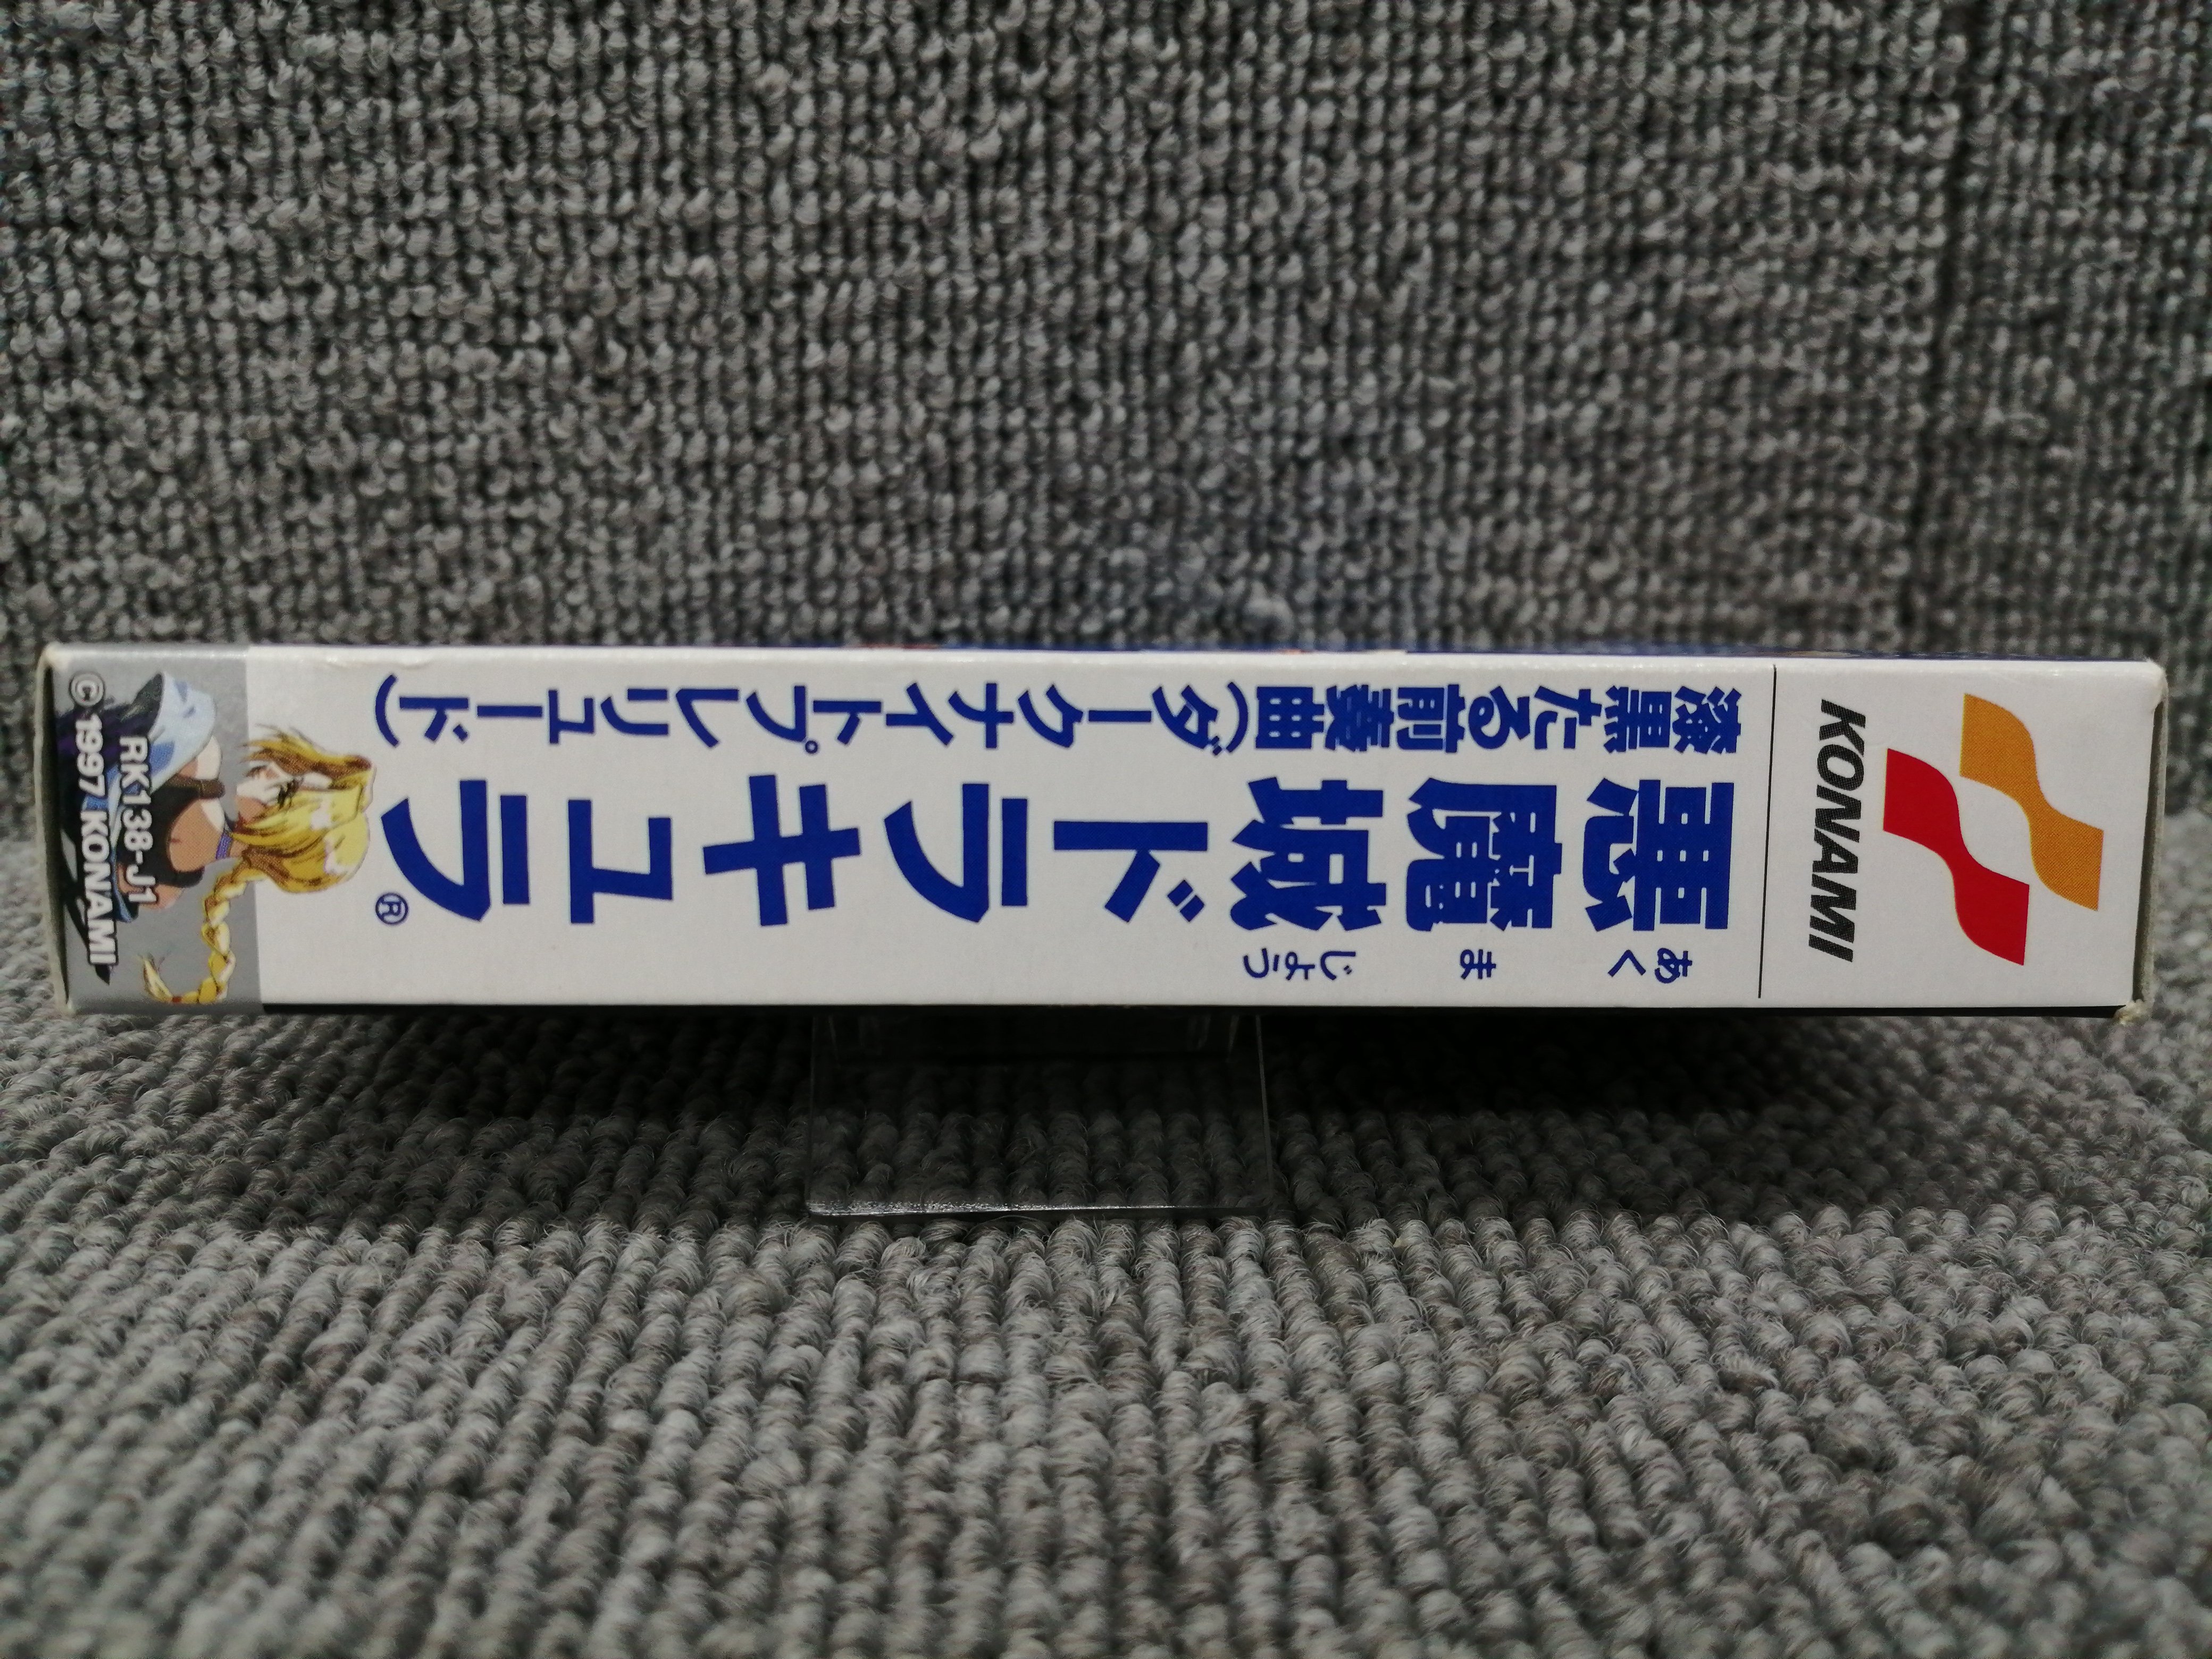 KONAMI
悪魔城ドラキュラ®
あく ま じょう
漆黒たる前奏曲(ダークナイトプレリュード)
RK138-J1
© 1997 KONAMI